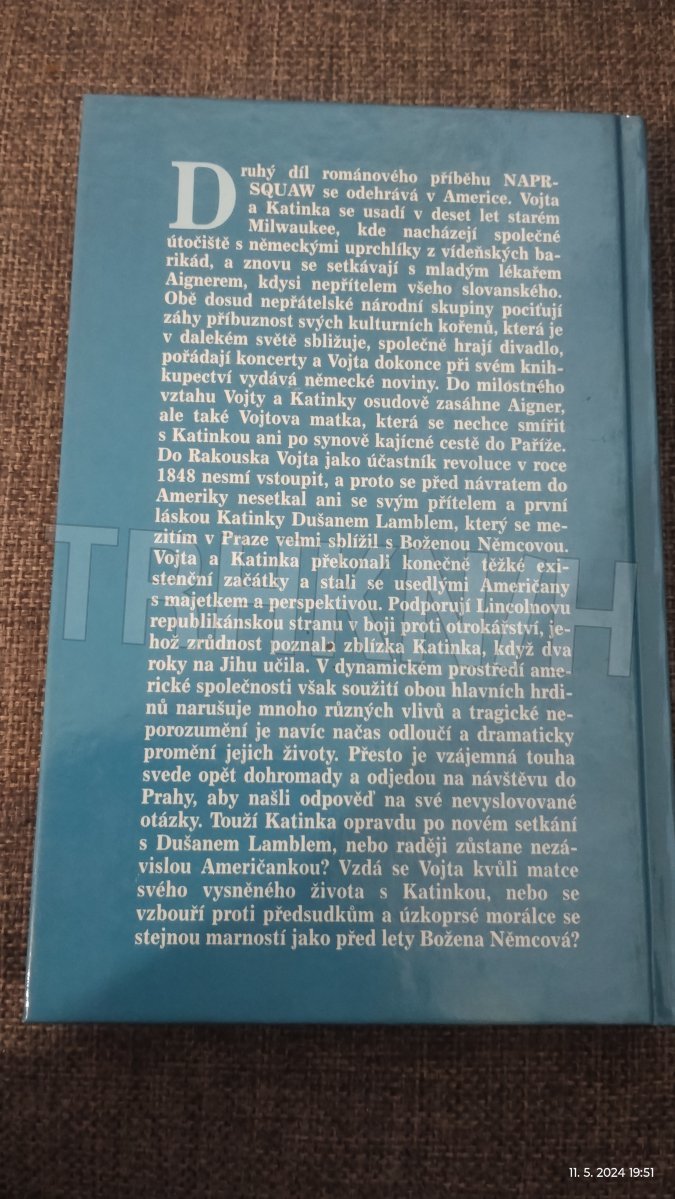 Druhý díl románového příběhu NAPR-
SQUAW se odehrává v Americe. Vojta
a Katinka se usadí v deset let starém
Milwaukee, kde nacházejí společné
útočiště s německými uprchlíky z vídeňských ba-
rikád, a znovu se setkávají s mladým lékařem
Aignerem, kdysi nepřítelem všeho slovanského.
Obě dosud nepřátelské národní skupiny pociťují
záhy příbuznost svých kulturních kořenů, která je
v dalekém světě sbližuje, společně hrají divadlo,
pořádají koncerty a Vojta dokonce při svém knih-
kupectví vydává německé noviny. Do milostného
vztahu Vojty a Katinky osudově zasáhne Aigner,
ale také Vojtova matka, která se nechce smířit
s Katinkou ani po synově kajícné cestě do Paříže.
Do Rakouska Vojta jako účastník revoluce v roce
1848 nesmí vstoupit, a proto se před návratem do
Ameriky nesetkal ani se svým přítelem a první
láskou Katinky Dušanem Lamblem, který se me-
zitím v Praze velmi sblížil s Boženou Němcovou.
Vojta a Katinka překonali konečně těžké exi-
stenční začátky a stali se usedlými Američany
s majetkem a perspektivou. Podporují Lincolnovu
republikánskou stranu v boji proti otrokářství, je-
hož zrůdnost poznala zblízka Katinka, když dva
roky na Jihu učila. V dynamickém prostředí ame-
rické společnosti však soužití obou hlavních hrdi-
nů narušuje mnoho různých vlivů a tragické ne-
porozumění je navíc načas odloučí a dramaticky
promění jejich životy. Přesto je vzájemná touha
svede opět dohromady a odjedou na návštěvu do
Prahy, aby našli odpověď na své nevyslovované
otázky. Touží Katinka opravdu po novém setkání
s Dušanem Lamblem, nebo raději zůstane nezá-
vislou Američankou? Vzdá se Vojta kvůli matce
svého vysněného života s Katinkou, nebo se
vzbouří proti předsudkům a úzkoprsé morálce se
stejnou marností jako před lety Božena Němcová?
TRHKNIH
11. 5. 2024 19:51